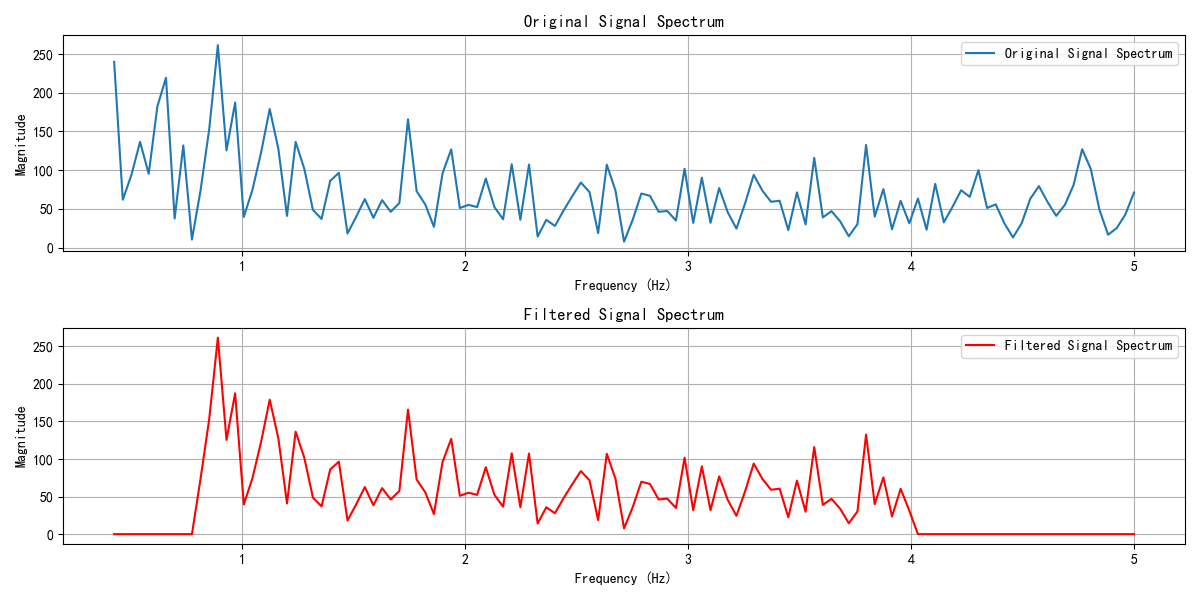 Original Signal Spectrum
Original Signal Spectrum
250
200
150
100
50
0
Magnitude
1 2 3 4 5
Frequency (Hz)
Filtered Signal Spectrum
Filtered Signal Spectrum
250
200
150
100
50
0
Magnitude
1 2 3 4 5
Frequency (Hz)